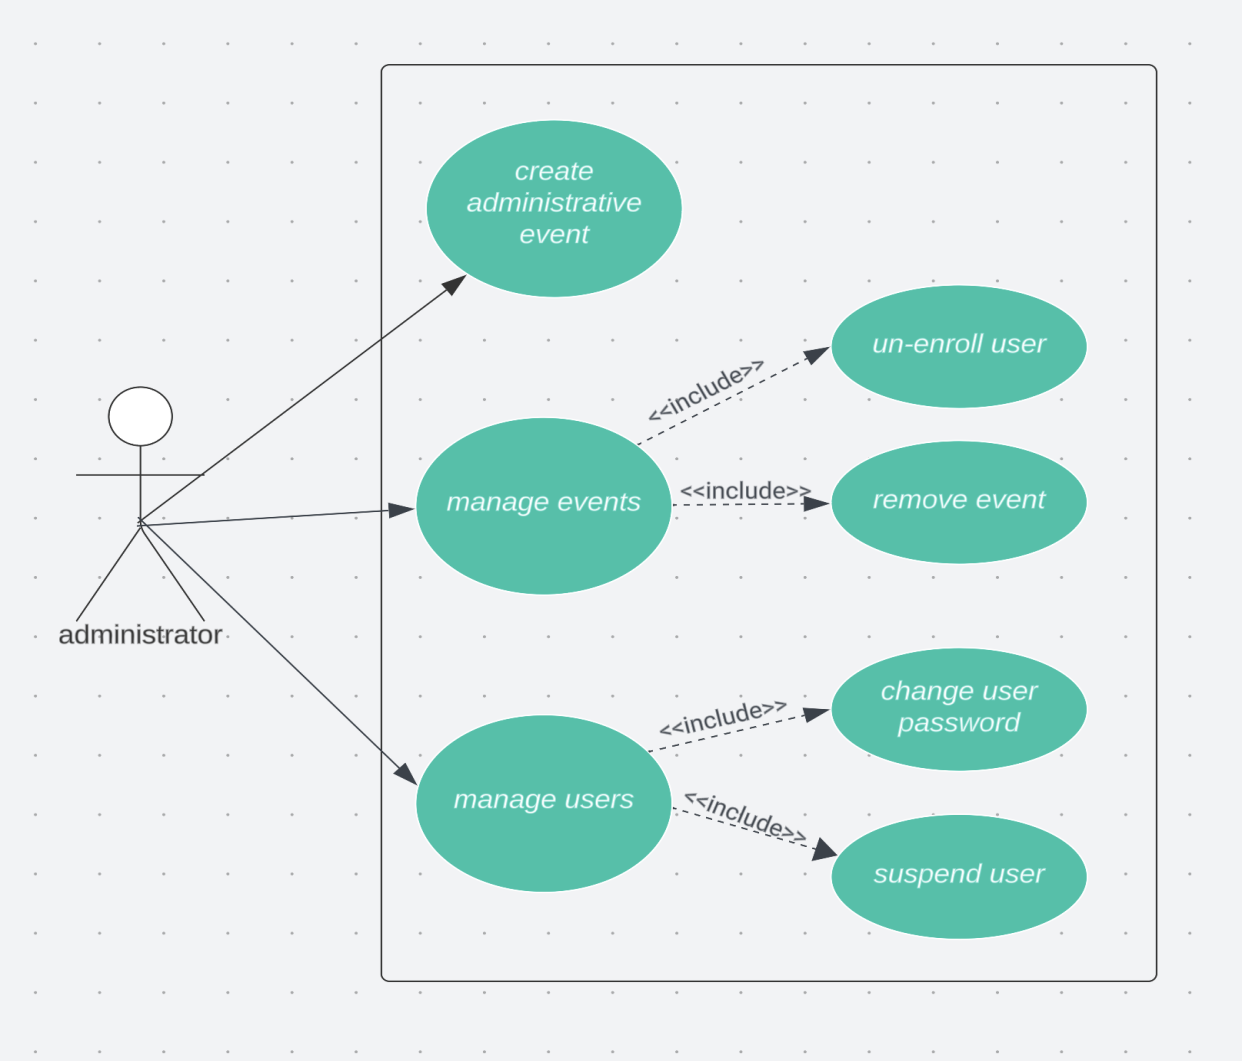 create
administrative
event
un-enroll user
<<include>>
manage events
<<include>>
remove event
administrator
change user
password
<<include>>
manage users
<<include>>
suspend user